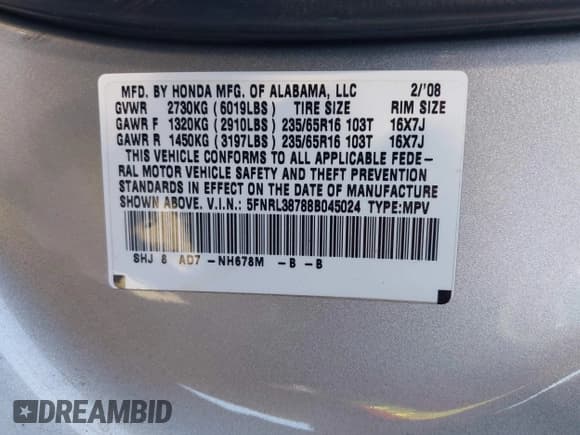 MFD. BY HONDA MFG. OF ALABAMA, LLC 2/'08
GVWR 2730KG (6019LBS) TIRE SIZE RIM SIZE
GAWR F 1320KG (2910LBS) 235/65R16 103T 16X7J
GAWR R 1450KG (3197LBS) 235/65R16 103T 16X7J
THIS VEHICLE CONFORMS TO ALL APPLICABLE FEDE-
RAL MOTOR VEHICLE SAFETY AND THEFT PREVENTION
STANDARDS IN EFFECT ON THE DATE OF MANUFACTURE
SHOWN ABOVE. V.I.N.: 5FNRL38788B045024 TYPE:MPV
SHJ 8 AD7 -NH678M -B -B
DREAMBID